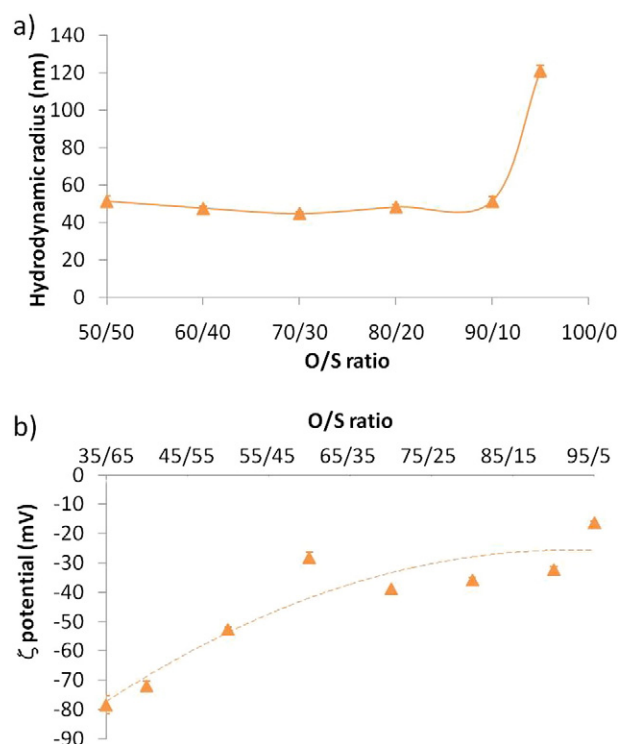 a)
140
120
100
80
60
40
20
0
Hydrodynamic radius (nm)
50/50 60/40 70/30 80/20 90/10 100/0
O/S ratio
b)
O/S ratio
35/65 45/55 55/45 65/35 75/25 85/15 95/5
0
-10
-20
-30
-40
-50
-60
-70
-80
-90
ζ potential (mV)